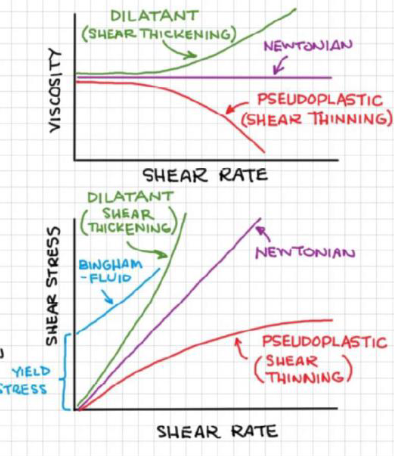 DILATANT
(SHEAR THICKENING)
NEWTONIAN
PSEUDOPLASTIC
(SHEAR THINNING)
VISCOSITY
SHEAR RATE
DILATANT
(SHEAR
THICKENING)
NEWTONIAN
BINGHAM
-FLUID
SHEAR STRESS
PSEUDOPLASTIC
(SHEAR
THINNING)
YIELD
STRESS
SHEAR RATE